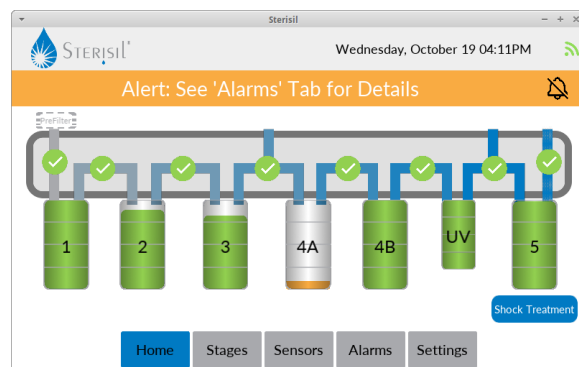 Sterisil
STERISIL
Wednesday, October 19 04:11PM
Alert: See 'Alarms' Tab for Details
PreFilter
1
2
3
4A
4B
UV
5
Shock Treatment
Home
Stages
Sensors
Alarms
Settings